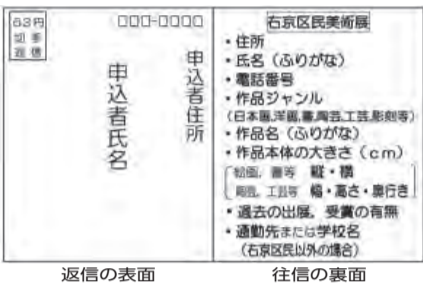 63円
切手
返信
□□□-□□□□
申込者住所
申込者氏名
返信の表面
右京区民美術展
・住所
・氏名（ふりがな）
・電話番号
・作品ジャンル
（日本画,洋画,書,陶芸,工芸,彫刻等）
・作品名（ふりがな）
・作品本体の大きさ（cm）
絵画、書等 縦・横
陶芸、工芸等 幅・高さ・奥行き
・過去の出展、受賞の有無
・通勤先または学校名
（右京区民以外の場合）
往信の裏面